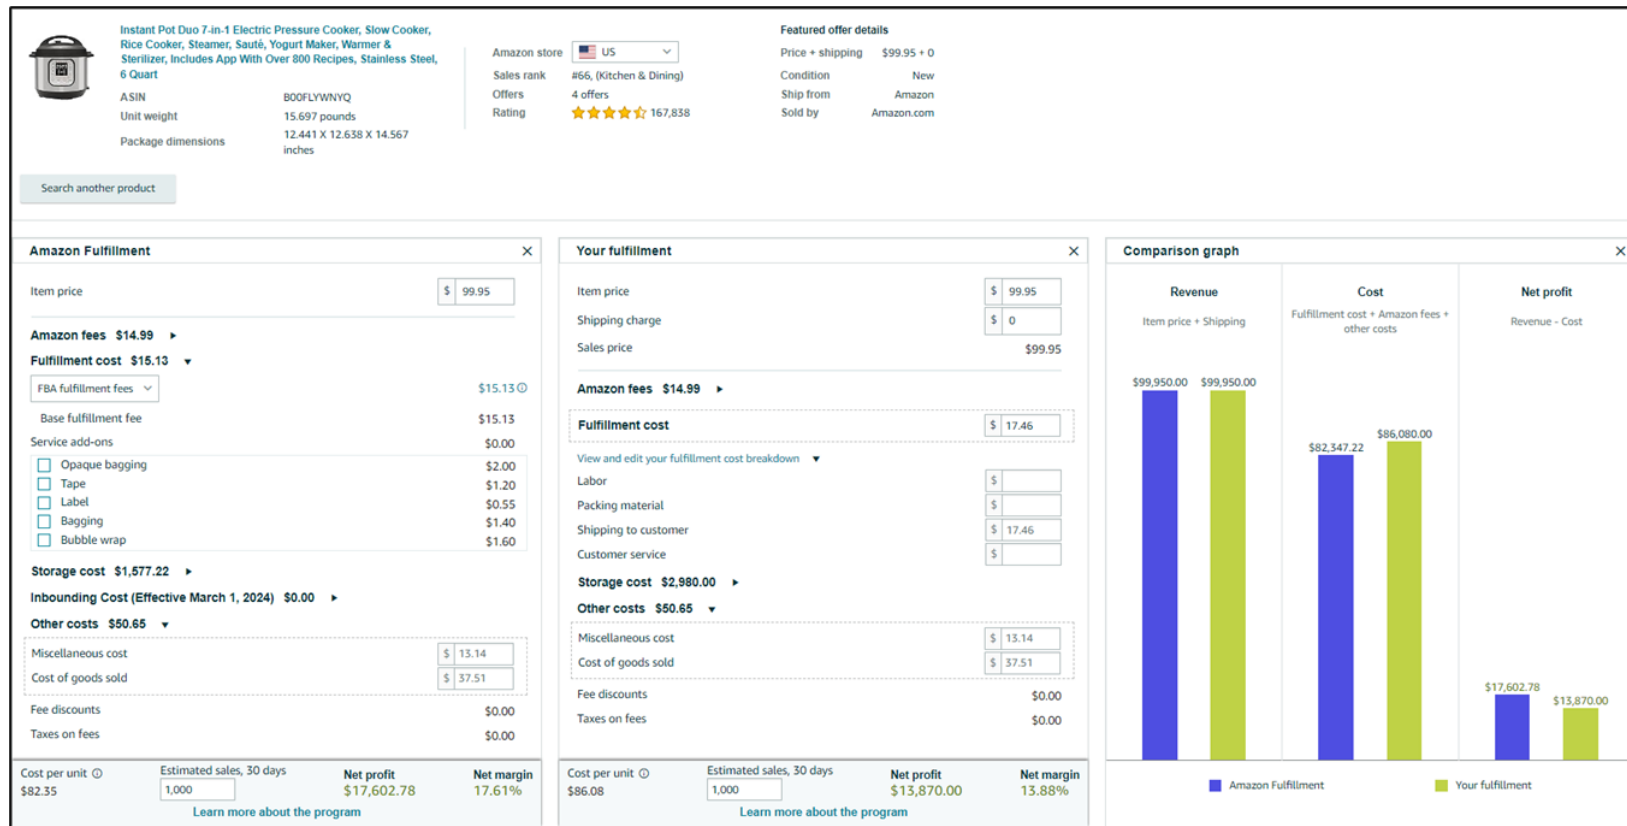 Instant Pot Duo 7-in-1 Electric Pressure Cooker, Slow Cooker,
Rice Cooker, Steamer, Sauté, Yogurt Maker, Warmer &
Sterilizer, Includes App With Over 800 Recipes, Stainless Steel,
6 Quart
ASIN B00FLYWNYQ
Unit weight 15.697 pounds
Package dimensions 12.441 X 12.638 X 14.567
inches
Amazon store US
Sales rank #66, (Kitchen & Dining)
Offers 4 offers
Rating 167,838
Featured offer details
Price + shipping $99.95 + 0
Condition New
Ship from Amazon
Sold by Amazon.com
Search another product
Amazon Fulfillment
Item price $ 99.95
Amazon fees $14.99
Fulfillment cost $15.13
FBA fulfillment fees $15.13
Base fulfillment fee $15.13
Service add-ons $0.00
Opaque bagging $2.00
Tape $1.20
Label $0.55
Bagging $1.40
Bubble wrap $1.60
Storage cost $1,577.22
Inbounding Cost (Effective March 1, 2024) $0.00
Other costs $50.65
Miscellaneous cost $ 13.14
Cost of goods sold $ 37.51
Fee discounts $0.00
Taxes on fees $0.00
Cost per unit Estimated sales, 30 days Net profit Net margin
$82.35 1,000 $17,602.78 17.61%
Learn more about the program
Your fulfillment
Item price $ 99.95
Shipping charge $ 0
Sales price $99.95
Amazon fees $14.99
Fulfillment cost $ 17.46
View and edit your fulfillment cost breakdown
Labor $
Packing material $
Shipping to customer $ 17.46
Customer service $
Storage cost $2,980.00
Other costs $50.65
Miscellaneous cost $ 13.14
Cost of goods sold $ 37.51
Fee discounts $0.00
Taxes on fees $0.00
Cost per unit Estimated sales, 30 days Net profit Net margin
$86.08 1,000 $13,870.00 13.88%
Learn more about the program
Comparison graph
Revenue
Item price + Shipping
$99,950.00 $99,950.00
Cost
Fulfillment cost + Amazon fees +
other costs
$82,347.22 $86,080.00
Net profit
Revenue - Cost
$17,602.78 $13,870.00
Amazon Fulfillment Your fulfillment